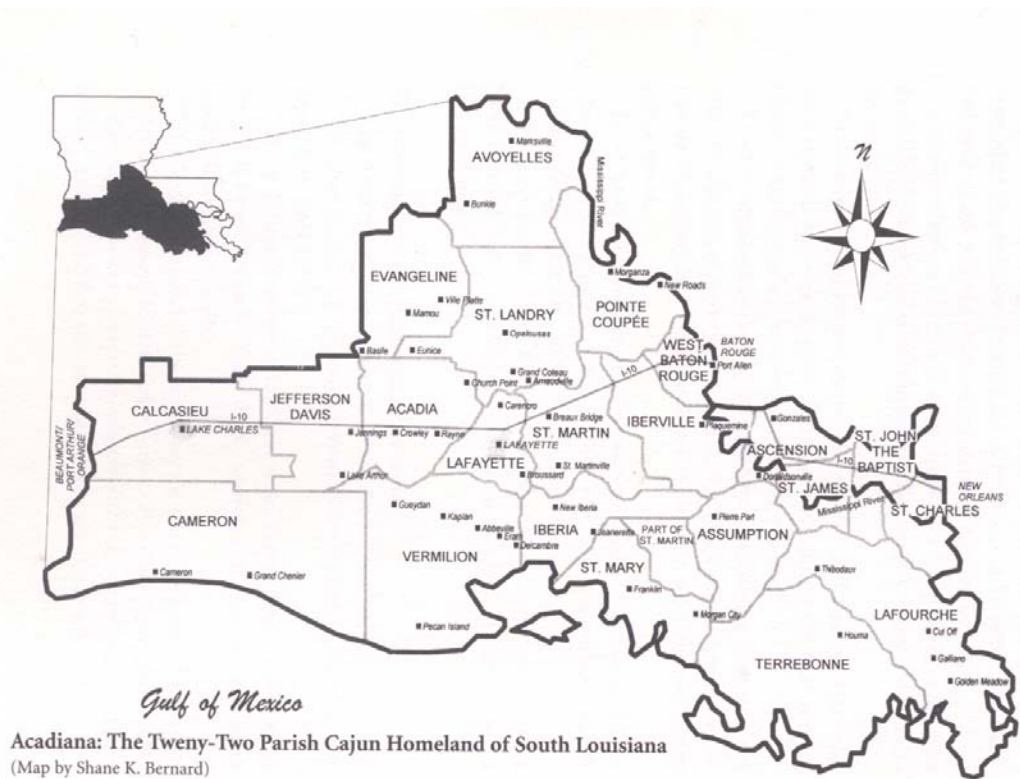 Marksville
AVOYELLES
Mississippi River
Bunkie
N
EVANGELINE
Morganza
New Roads
Ville Platte
Mamou
ST. LANDRY
POINTE
COUPÉE
Opelousas
Basile
Eunice
WEST
BATON
ROUGE
BATON
ROUGE
Port Allen
I-10
Grand Coteau
Arnaudville
Church Point
CALCASIEU
I-10
JEFFERSON
DAVIS
ACADIA
Carencro
Breaux Bridge
IBERVILLE
Plaquemine
Gonzales
LAKE CHARLES
Jennings
Crowley
Rayne
ST. MARTIN
LAFAYETTE
ASCENSION
ST. JOHN
THE
BAPTIST
I-10
BEAUMONT/
PORT ARTHUR/
ORANGE
LAFAYETTE
St. Martinville
Lake Arthur
Broussard
Donaldsonville
ST. JAMES
NEW
ORLEANS
Mississippi River
ST. CHARLES
CAMERON
Gueydan
Kaplan
Abbeville
Erath
Delcambre
New Iberia
IBERIA
Jeanerette
PART OF
ST. MARTIN
Pierre Part
ASSUMPTION
VERMILION
ST. MARY
Cameron
Grand Chenier
Franklin
Thibodaux
Morgan City
LAFOURCHE
Pecan Island
Houma
Cut Off
TERREBONNE
Galliano
Golden Meadow
Gulf of Mexico
Acadiana: The Tweny-Two Parish Cajun Homeland of South Louisiana
(Map by Shane K. Bernard)